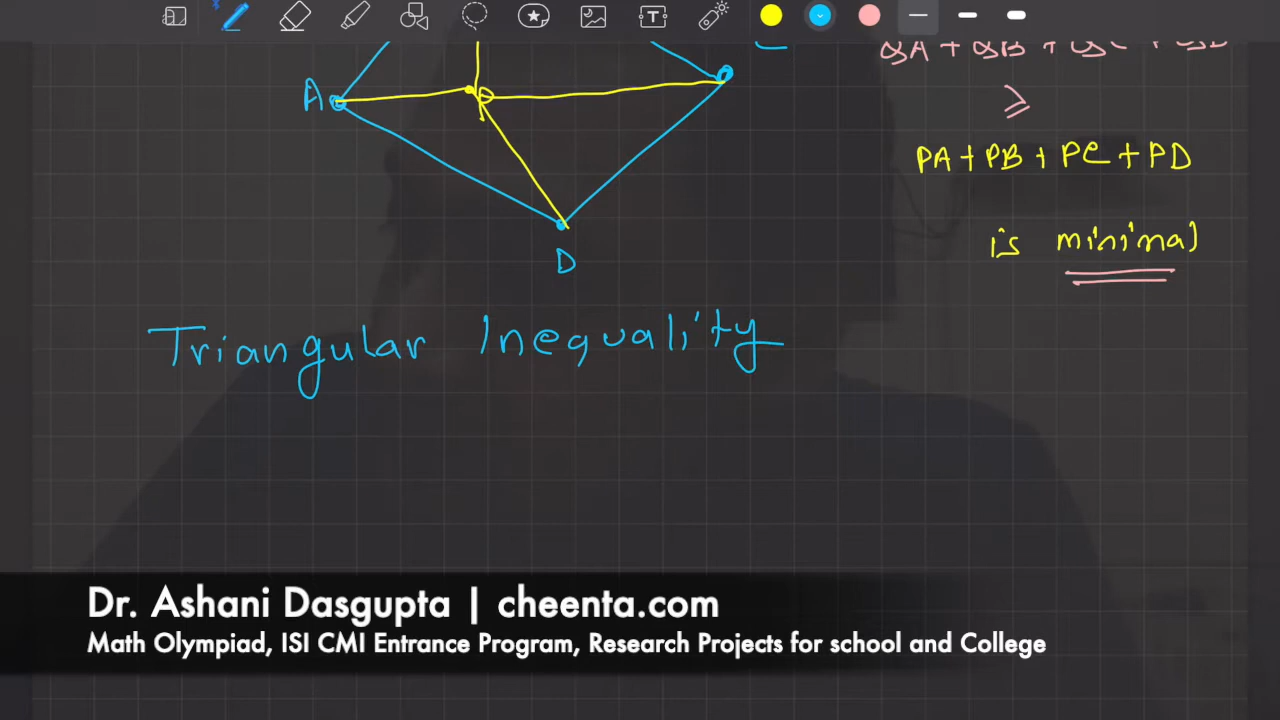 A
P
D
⩾
PA + PB + PC + PD
is minimal
Triangular Inequality
Dr. Ashani Dasgupta | cheenta.com
Math Olympiad, ISI CMI Entrance Program, Research Projects for school and College